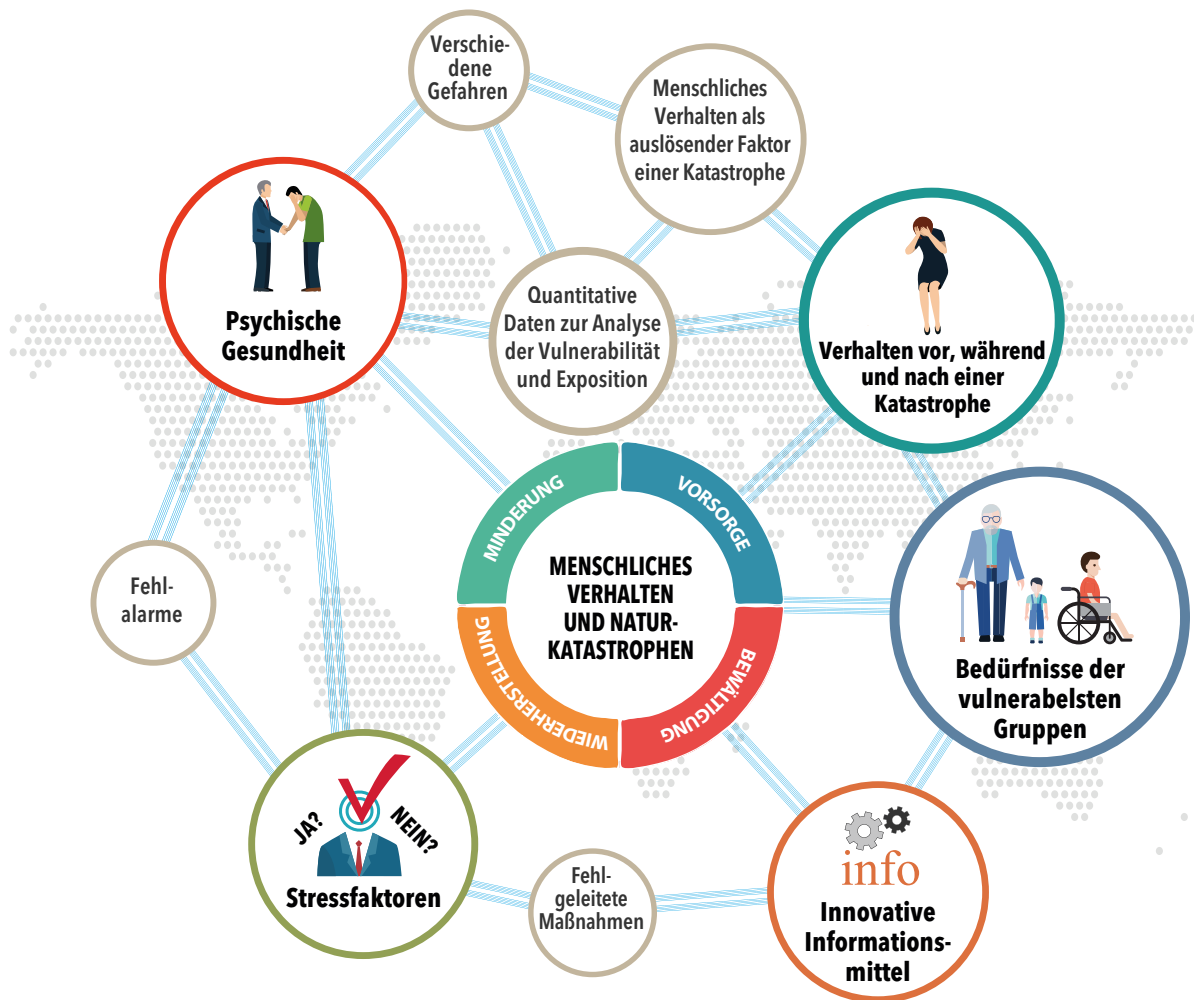 Verschie-
dene
Gefahren
Menschliches
Verhalten als
auslösender Faktor
einer Katastrophe
Psychische
Gesundheit
Quantitative
Daten zur Analyse
der Vulnerabilität
und Exposition
Verhalten vor, während
und nach einer
Katastrophe
MINDERUNG
VORSORGE
MENSCHLICHES
VERHALTEN
UND NATUR-
KATASTROPHEN
WIEDERHERSTELLUNG
BEWÄLTIGUNG
Fehl-
alarme
Bedürfnisse der
vulnerabelsten
Gruppen
JA?
NEIN?
Stressfaktoren
Fehl-
geleitete
Maßnahmen
info
Innovative
Informations-
mittel